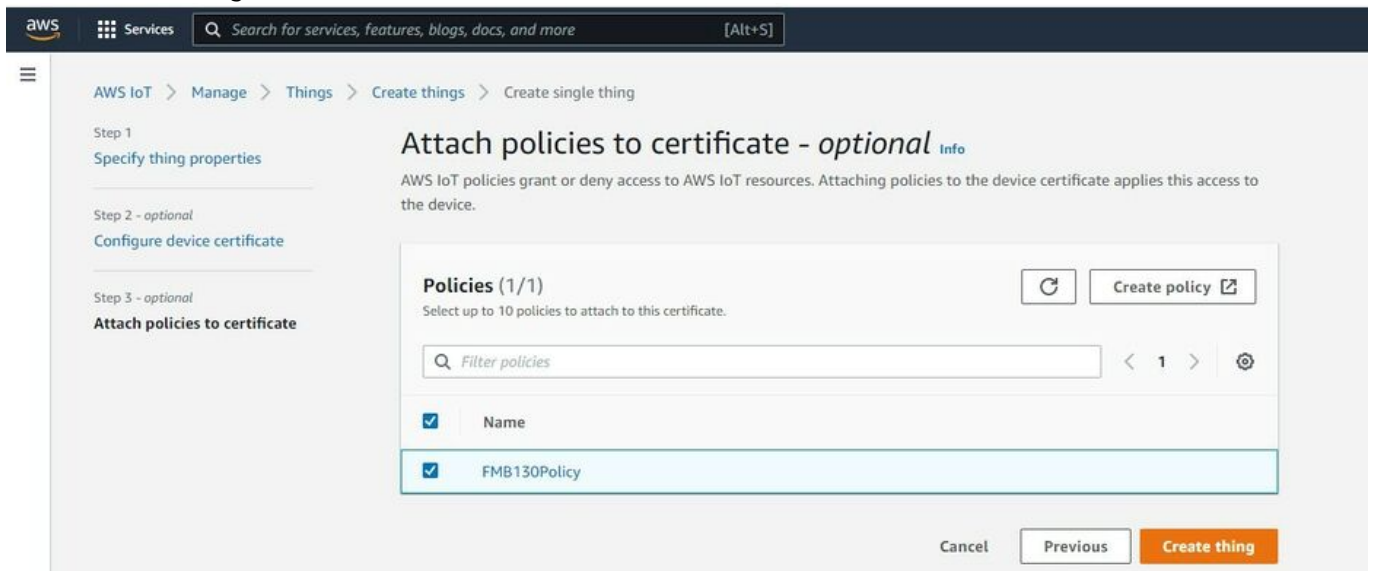 aws
Services
Search for services, features, blogs, docs, and more
[Alt+S]
AWS IoT > Manage > Things > Create things > Create single thing
Step 1
Specify thing properties
Step 2 - optional
Configure device certificate
Step 3 - optional
Attach policies to certificate
Attach policies to certificate - optional Info
AWS IoT policies grant or deny access to AWS IoT resources. Attaching policies to the device certificate applies this access to
the device.
Policies (1/1)
Select up to 10 policies to attach to this certificate.
Create policy
Filter policies
< 1 >
Name
FMB130Policy
Cancel
Previous
Create thing